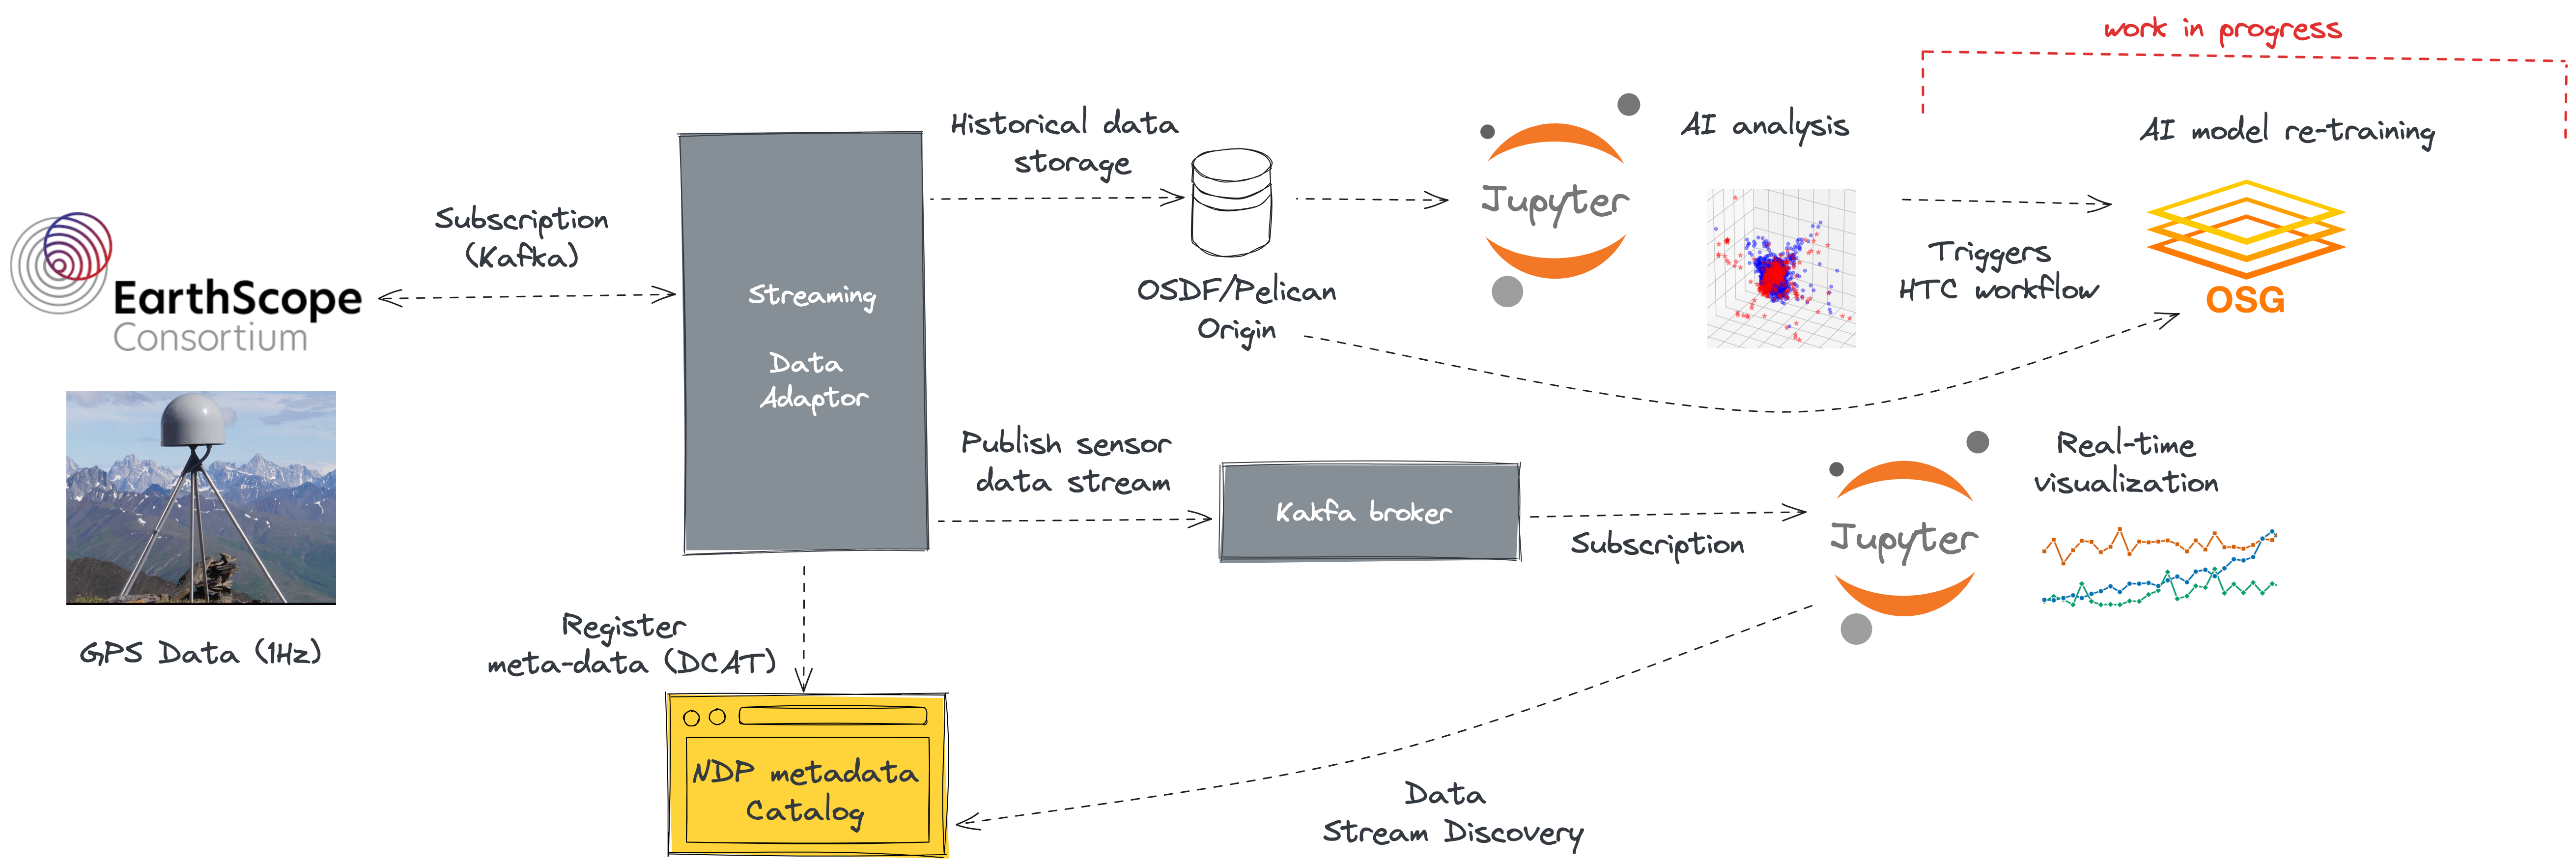 work in progress
Historical data
storage
AI analysis
AI model re-training
Jupyter
Subscription
(Kafka)
EarthScope
Consortium
Streaming
Data
Adaptor
OSDF/Pelican
Origin
Triggers
HTC workflow
OSG
Publish sensor
data stream
Kakfa broker
Subscription
Jupyter
Real-time
visualization
GPS Data (1Hz)
Register
meta-data (DCAT)
NDP metadata
Catalog
Data
Stream Discovery